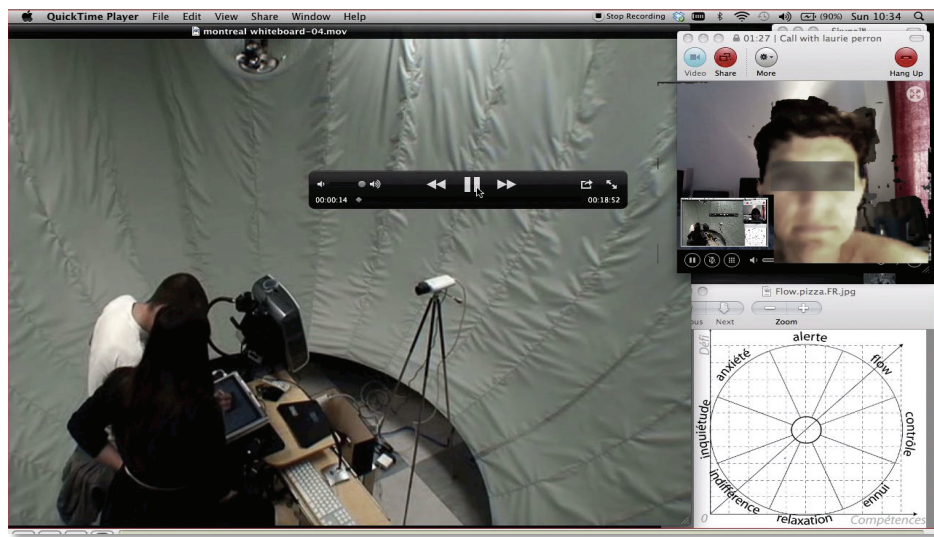 QuickTime Player File Edit View Share Window Help
Stop Recording (90%) Sun 10:34
montreal whiteboard-04.mov
01:27 | Call with laurie perron
Video Share More Hang Up
00:00:14 00:18:52
Flow.pizza.FR.jpg
Next Zoom
Défi
alerte
anxiété
flow
inquiétude
contrôle
indifférence
ennui
relaxation
0
Compétences